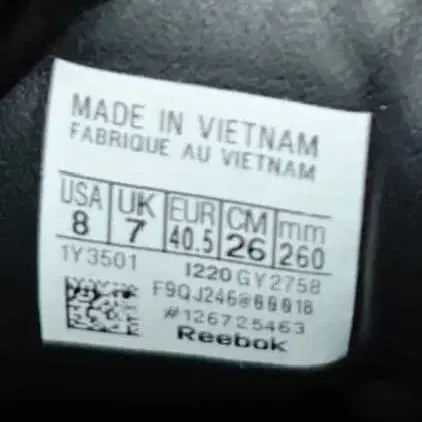 MADE IN VIETNAM
FABRIQUE AU VIETNAM
USA UK EUR CM mm
8 7 40.5 26 260
1Y3501 I220 GY2758
F9QJ246@00018
#126725463
Reebok